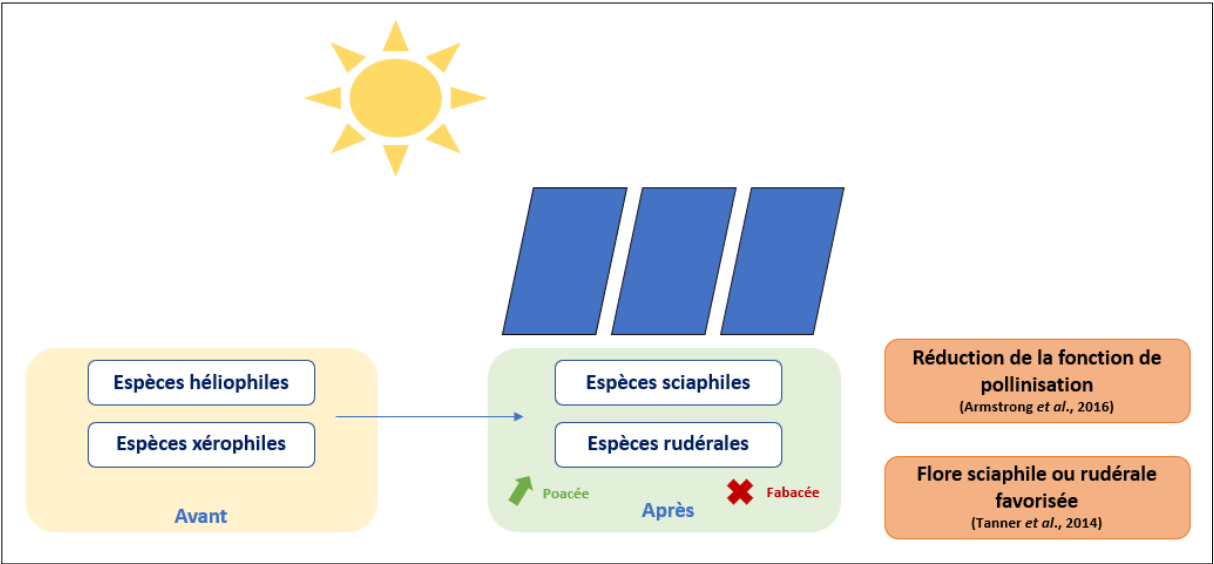 Espèces héliophiles
Espèces xérophiles
Avant
Espèces sciaphiles
Espèces rudérales
Poacée
Fabacée
Après
Réduction de la fonction de
pollinisation
(Armstrong et al., 2016)
Flore sciaphile ou rudérale
favorisée
(Tanner et al., 2014)